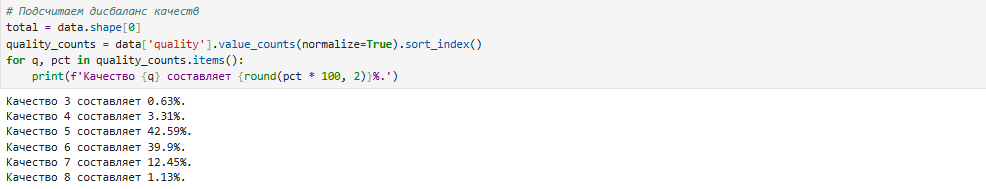 # Подсчитаем дисбаланс качеств
total = data.shape[0]
quality_counts = data['quality'].value_counts(normalize=True).sort_index()
for q, pct in quality_counts.items():
    print(f'Качество {q} составляет {round(pct * 100, 2)}%.')
Качество 3 составляет 0.63%.
Качество 4 составляет 3.31%.
Качество 5 составляет 42.59%.
Качество 6 составляет 39.9%.
Качество 7 составляет 12.45%.
Качество 8 составляет 1.13%.